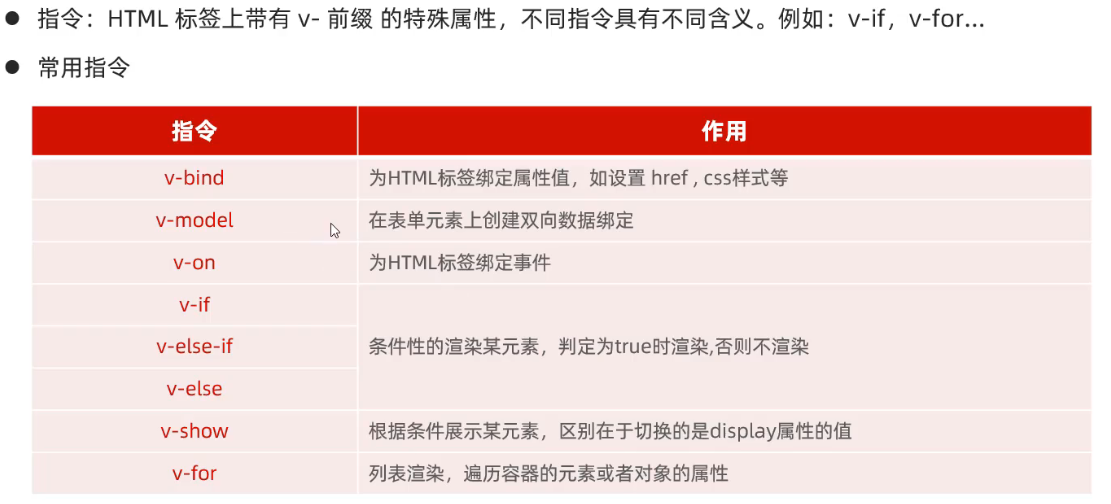 ● 指令：HTML 标签上带有 v- 前缀 的特殊属性，不同指令具有不同含义。例如：v-if，v-for…
● 常用指令
指令 作用
v-bind 为HTML标签绑定属性值，如设置 href , css样式等
v-model 在表单元素上创建双向数据绑定
v-on 为HTML标签绑定事件
v-if
v-else-if 条件性的渲染某元素，判定为true时渲染,否则不渲染
v-else
v-show 根据条件展示某元素，区别在于切换的是display属性的值
v-for 列表渲染，遍历容器的元素或者对象的属性